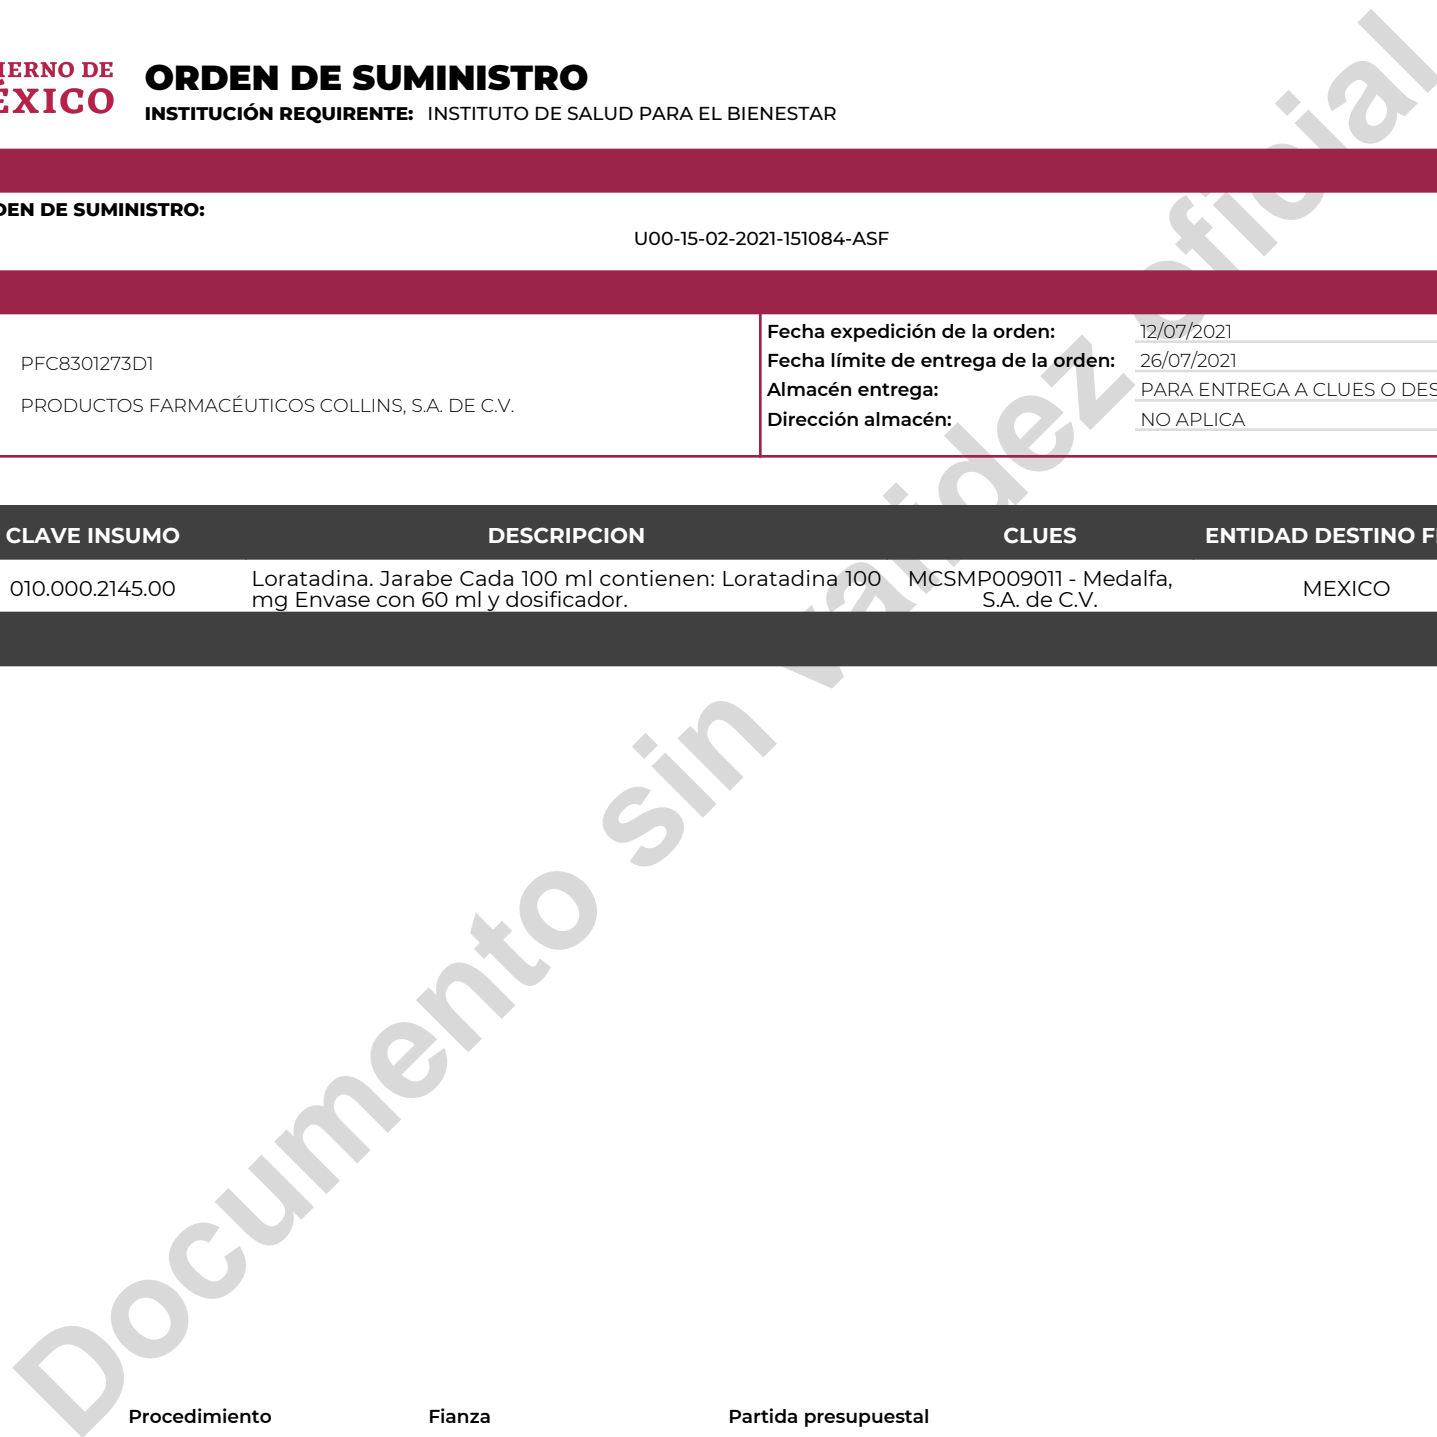 IERNO DE
ÉXICO
ORDEN DE SUMINISTRO
INSTITUCIÓN REQUIRENTE: INSTITUTO DE SALUD PARA EL BIENESTAR
DEN DE SUMINISTRO:
U00-15-02-2021-151084-ASF
PFC8301273D1
PRODUCTOS FARMACÉUTICOS COLLINS, S.A. DE C.V.
Fecha expedición de la orden: 12/07/2021
Fecha límite de entrega de la orden: 26/07/2021
Almacén entrega: PARA ENTREGA A CLUES O DES
Dirección almacén: NO APLICA
CLAVE INSUMO DESCRIPCION CLUES ENTIDAD DESTINO F
010.000.2145.00
Loratadina. Jarabe Cada 100 ml contienen: Loratadina 100
mg Envase con 60 ml y dosificador.
MCSMP009011 - Medalfa,
S.A. de C.V.
MEXICO
Documento sin validez oficial
Procedimiento Fianza Partida presupuestal